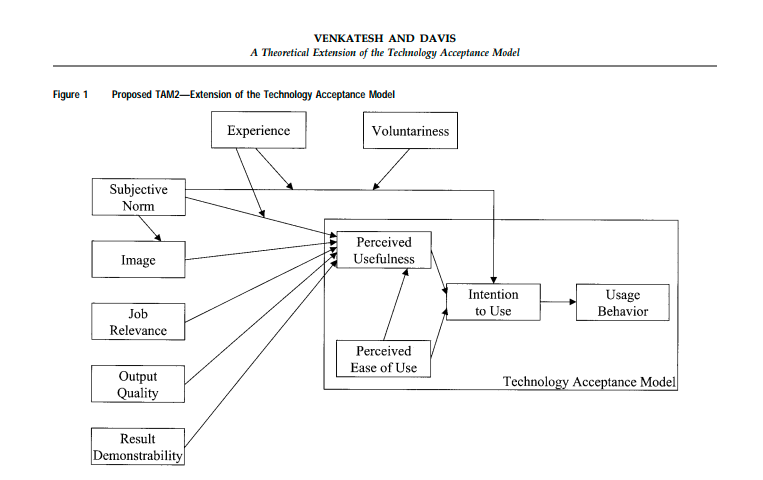 VENKATESH AND DAVIS
A Theoretical Extension of the Technology Acceptance Model
Figure 1 Proposed TAM2—Extension of the Technology Acceptance Model
Experience
Voluntariness
Subjective
Norm
Image
Job
Relevance
Output
Quality
Result
Demonstrability
Perceived
Usefulness
Perceived
Ease of Use
Intention
to Use
Usage
Behavior
Technology Acceptance Model